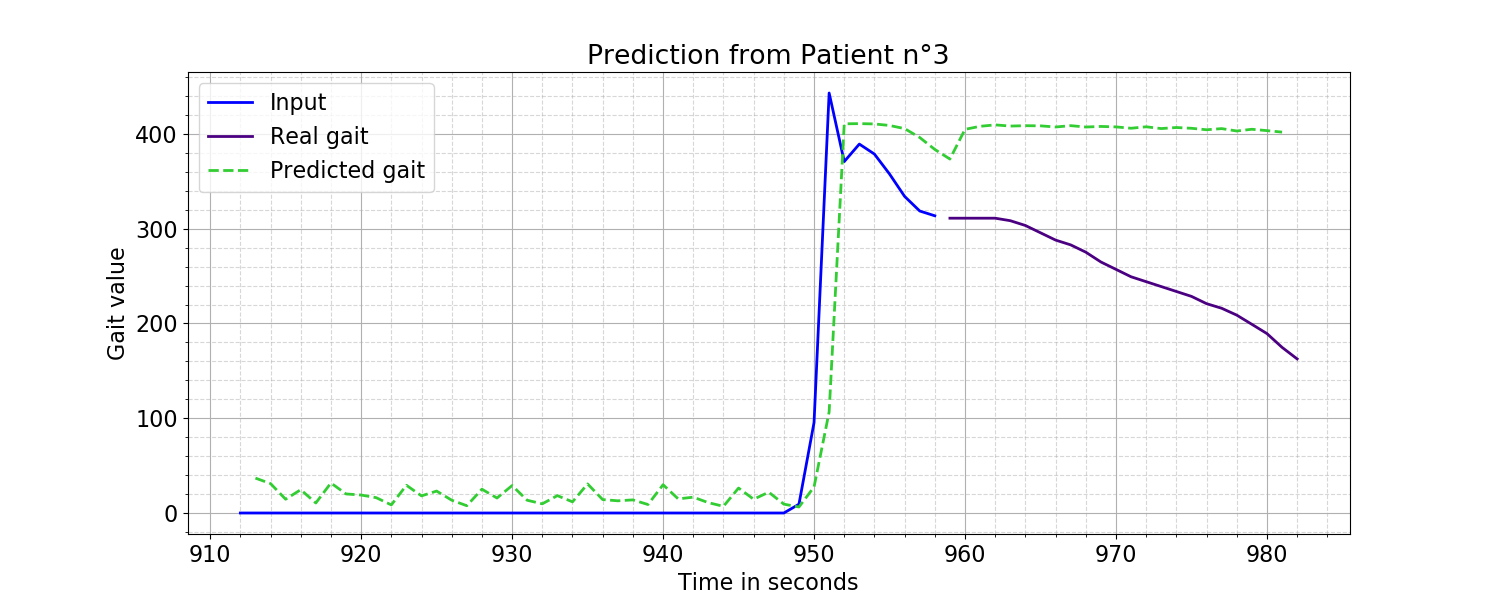 Prediction from Patient n°3
Input
Real gait
Predicted gait
Gait value
400
300
200
100
0
910 920 930 940 950 960 970 980
Time in seconds